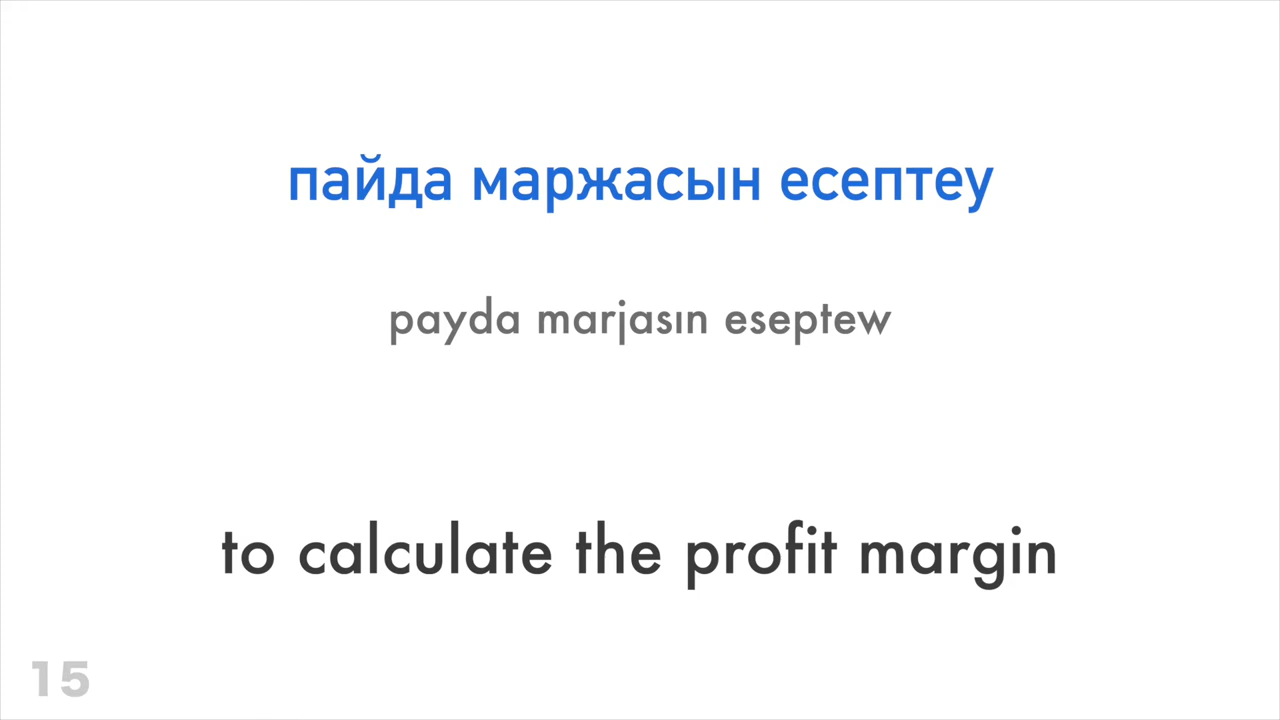 пайда маржасын есептеу
payda marjasın eseptew
to calculate the profit margin
15